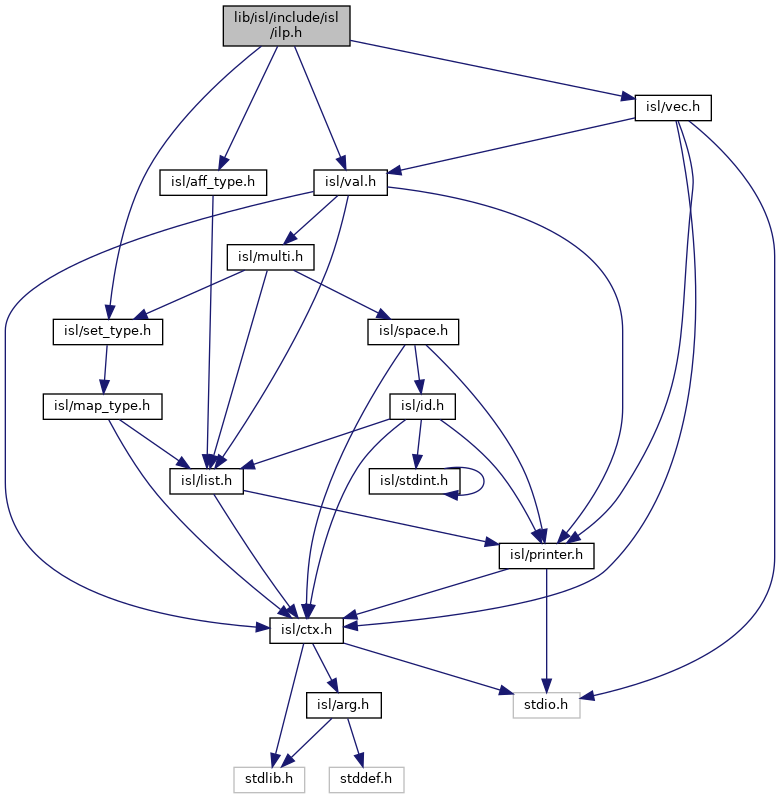 lib/isl/include/isl
/ilp.h
isl/vec.h
isl/aff_type.h
isl/val.h
isl/multi.h
isl/set_type.h
isl/space.h
isl/map_type.h
isl/id.h
isl/list.h
isl/stdint.h
isl/printer.h
isl/ctx.h
isl/arg.h
stdio.h
stdlib.h
stddef.h